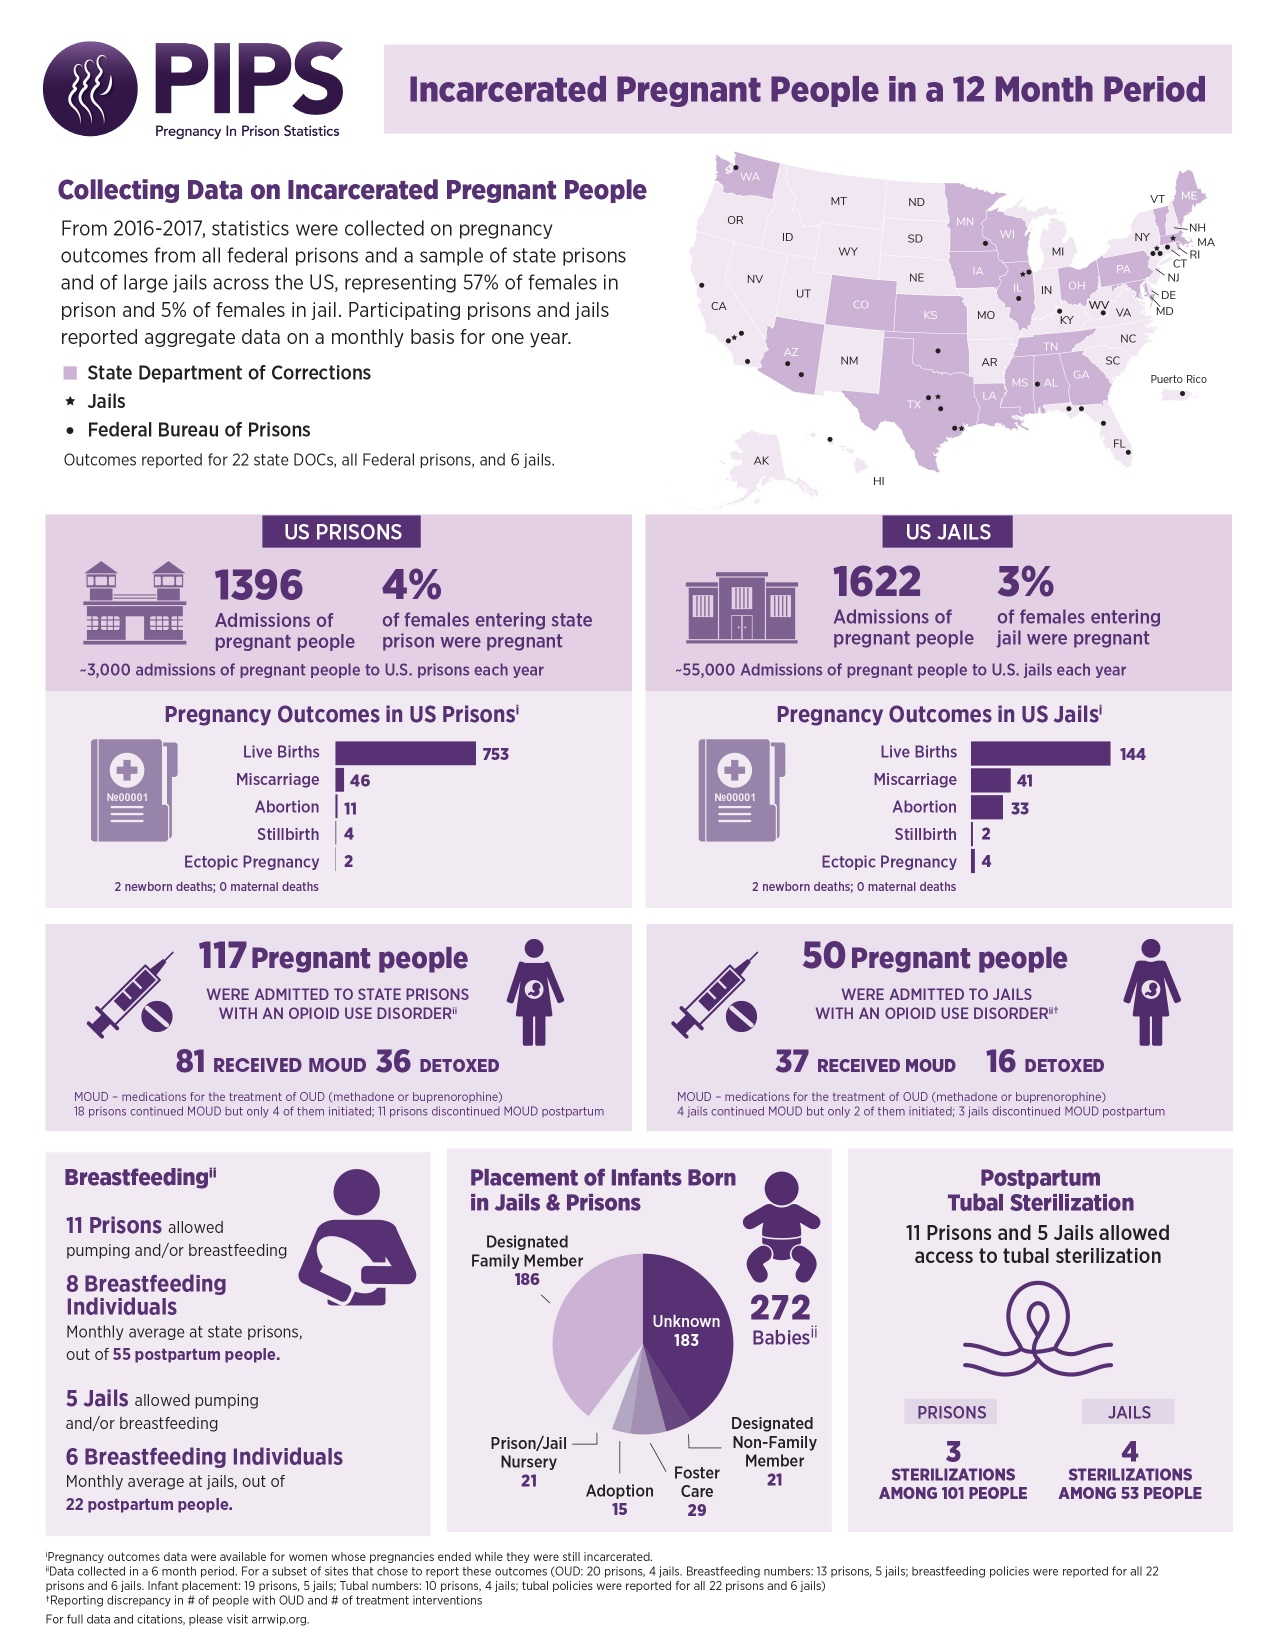 PIPS
Pregnancy In Prison Statistics
Incarcerated Pregnant People in a 12 Month Period
Collecting Data on Incarcerated Pregnant People
From 2016-2017, statistics were collected on pregnancy
outcomes from all federal prisons and a sample of state prisons
and of large jails across the US, representing 57% of females in
prison and 5% of females in jail. Participating prisons and jails
reported aggregate data on a monthly basis for one year.
State Department of Corrections
Jails
Federal Bureau of Prisons
Outcomes reported for 22 state DOCs, all Federal prisons, and 6 jails.
WA
OR
CA
NV
ID
MT
WY
UT
AZ
CO
NM
ND
SD
NE
KS
TX
MN
IA
MO
AR
LA
WI
IL
MI
IN
OH
KY
TN
MS
AL
GA
FL
SC
NC
VA
WV
PA
NY
VT
ME
NH
MA
RI
CT
NJ
DE
MD
AK
HI
Puerto Rico
US PRISONS
1396
Admissions of
pregnant people
4%
of females entering state
prison were pregnant
~3,000 admissions of pregnant people to U.S. prisons each year
Pregnancy Outcomes in US Prisonsⁱ
№00001
Live Births 753
Miscarriage 46
Abortion 11
Stillbirth 4
Ectopic Pregnancy 2
2 newborn deaths; 0 maternal deaths
US JAILS
1622
Admissions of
pregnant people
3%
of females entering
jail were pregnant
~55,000 Admissions of pregnant people to U.S. jails each year
Pregnancy Outcomes in US Jailsⁱ
№00001
Live Births 144
Miscarriage 41
Abortion 33
Stillbirth 2
Ectopic Pregnancy 4
2 newborn deaths; 0 maternal deaths
117 Pregnant people
WERE ADMITTED TO STATE PRISONS
WITH AN OPIOID USE DISORDERⁱⁱ
81 RECEIVED MOUD 36 DETOXED
MOUD – medications for the treatment of OUD (methadone or buprenorophine)
18 prisons continued MOUD but only 4 of them initiated; 11 prisons discontinued MOUD postpartum
50 Pregnant people
WERE ADMITTED TO JAILS
WITH AN OPIOID USE DISORDERⁱⁱ†
37 RECEIVED MOUD 16 DETOXED
MOUD – medications for the treatment of OUD (methadone or buprenorophine)
4 jails continued MOUD but only 2 of them initiated; 3 jails discontinued MOUD postpartum
Breastfeedingⁱⁱ
11 Prisons allowed
pumping and/or breastfeeding
8 Breastfeeding
Individuals
Monthly average at state prisons,
out of 55 postpartum people.
5 Jails allowed pumping
and/or breastfeeding
6 Breastfeeding Individuals
Monthly average at jails, out of
22 postpartum people.
Placement of Infants Born
in Jails & Prisons
Designated
Family Member
186
Unknown
183
272
Babiesⁱⁱ
Prison/Jail
Nursery
21
Adoption
15
Foster
Care
29
Designated
Non-Family
Member
21
Postpartum
Tubal Sterilization
11 Prisons and 5 Jails allowed
access to tubal sterilization
PRISONS
3
STERILIZATIONS
AMONG 101 PEOPLE
JAILS
4
STERILIZATIONS
AMONG 53 PEOPLE
ⁱPregnancy outcomes data were available for women whose pregnancies ended while they were still incarcerated.
ⁱⁱData collected in a 6 month period. For a subset of sites that chose to report these outcomes (OUD: 20 prisons, 4 jails. Breastfeeding numbers: 13 prisons, 5 jails; breastfeeding policies were reported for all 22
prisons and 6 jails. Infant placement: 19 prisons, 5 jails; Tubal numbers: 10 prisons, 4 jails; tubal policies were reported for all 22 prisons and 6 jails)
†Reporting discrepancy in # of people with OUD and # of treatment interventions
For full data and citations, please visit arrwip.org.